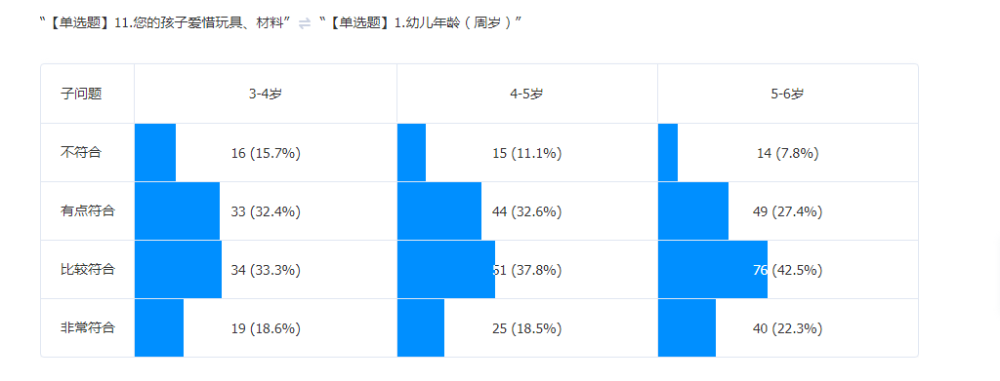 “【单选题】11.您的孩子爱惜玩具、材料” ⇌ “【单选题】1.幼儿年龄（周岁）”
子问题 3-4岁 4-5岁 5-6岁
不符合 16 (15.7%) 15 (11.1%) 14 (7.8%)
有点符合 33 (32.4%) 44 (32.6%) 49 (27.4%)
比较符合 34 (33.3%) 51 (37.8%) 76 (42.5%)
非常符合 19 (18.6%) 25 (18.5%) 40 (22.3%)